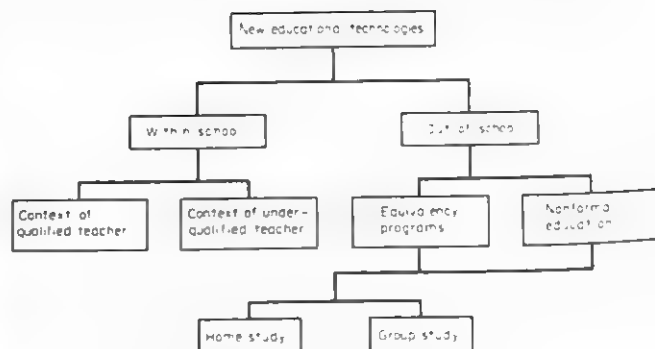 New educational technologies
Within school
Out of school
Context of
qualified teacher
Context of under-
qualified teacher
Equivalency
programs
Nonformal
education
Home study
Group study